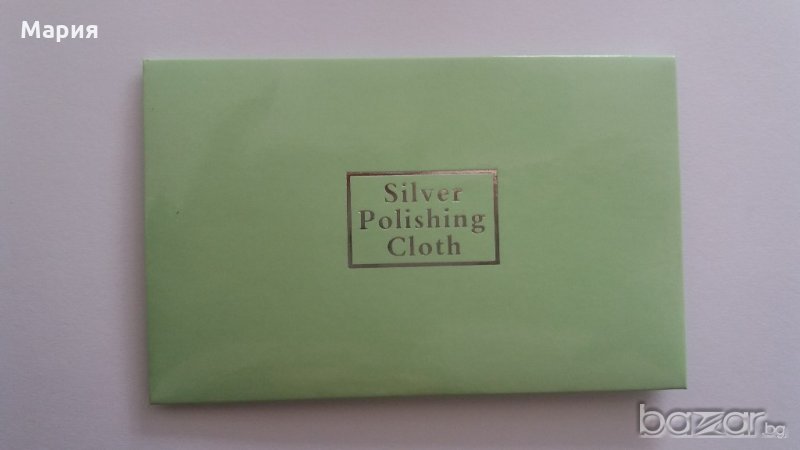 Мария
Silver
Polishing
Cloth
bazar.bg